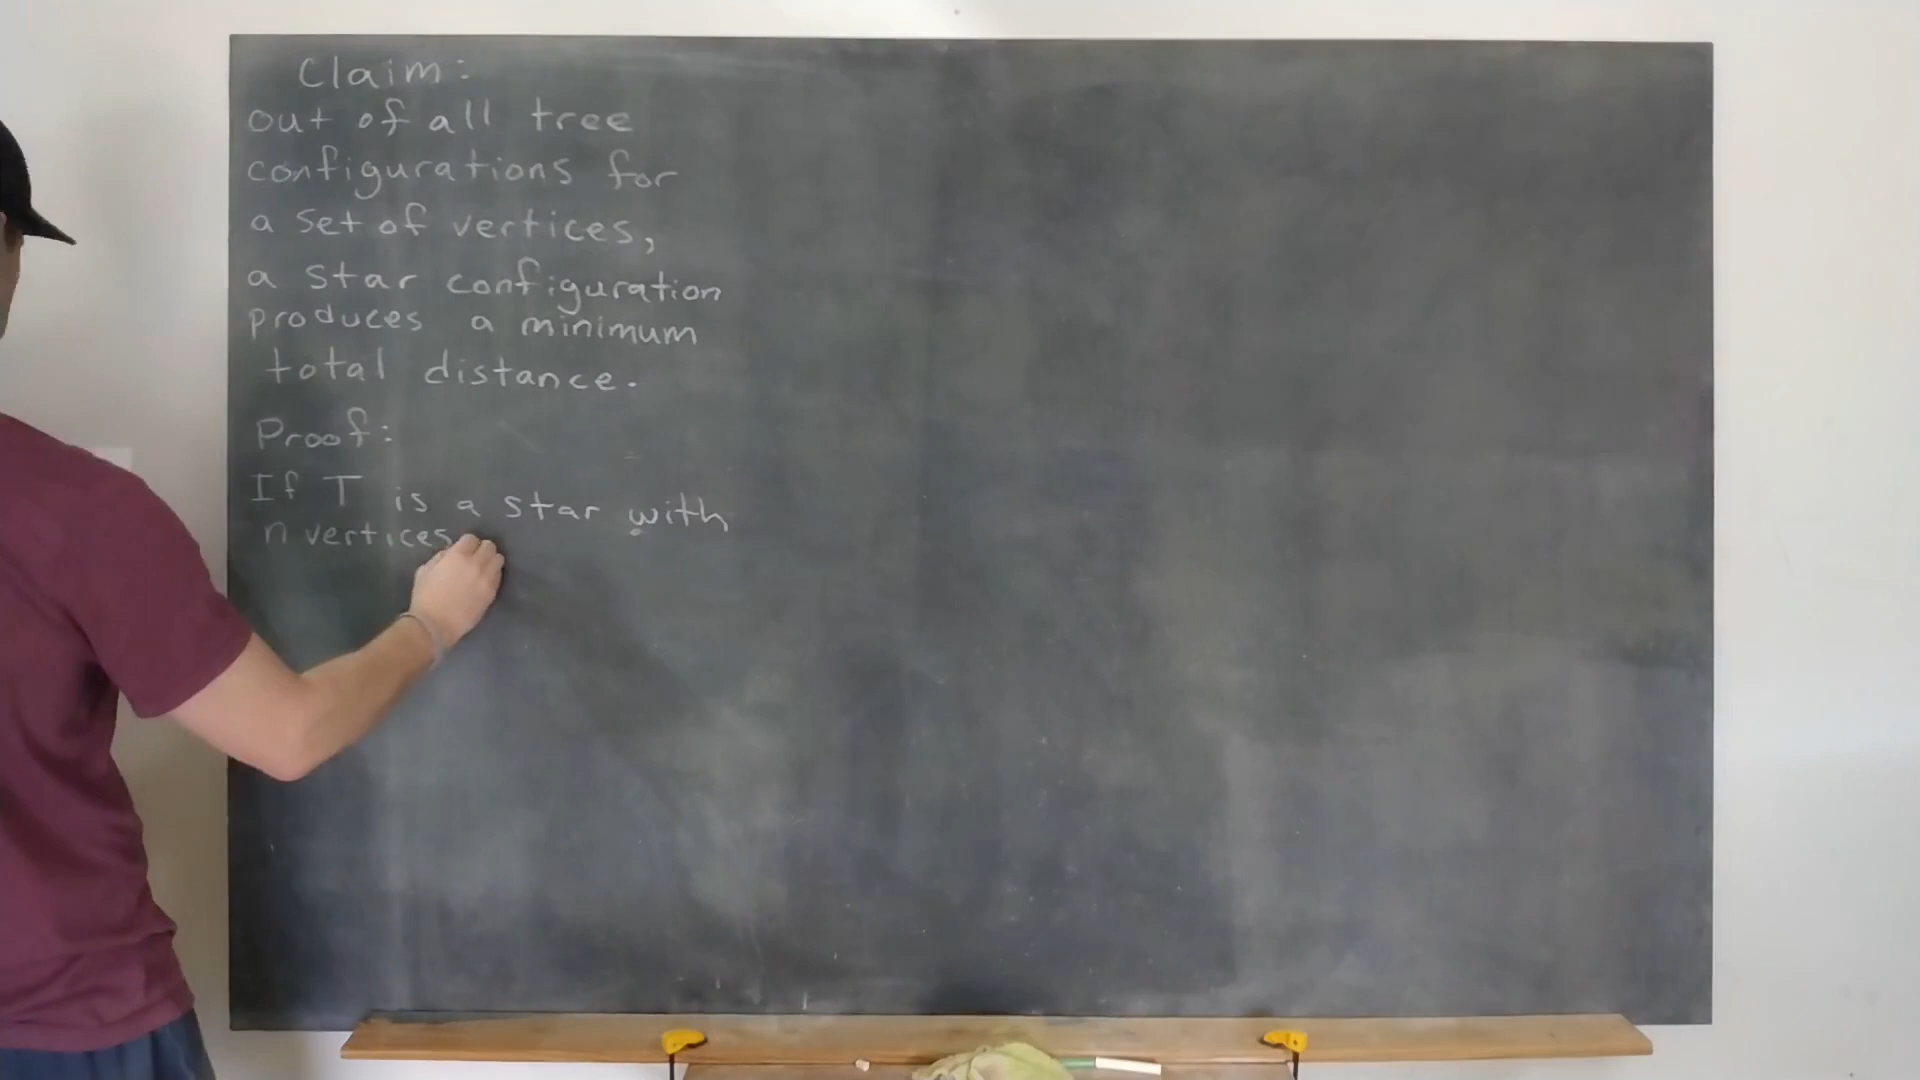 Claim:
out of all tree
configurations for
a set of vertices,
a star configuration
produces a minimum
total distance.
Proof:
If T is a star with
n vertices